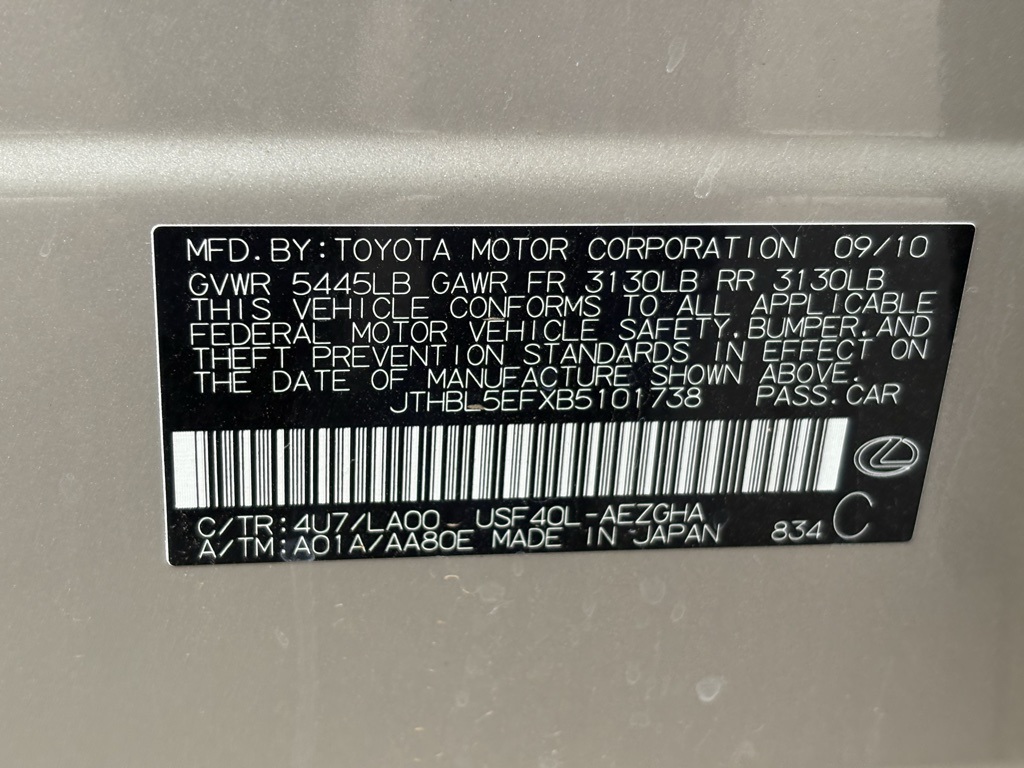 MFD. BY: TOYOTA MOTOR CORPORATION 09/10
GVWR 5445LB GAWR FR 3130LB RR 3130LB
THIS VEHICLE CONFORMS TO ALL APPLICABLE
FEDERAL MOTOR VEHICLE SAFETY, BUMPER, AND
THEFT PREVENTION STANDARDS IN EFFECT ON
THE DATE OF MANUFACTURE SHOWN ABOVE.
JTHBL5EFXB5101738 PASS. CAR
C/TR: 4U7/LA00 USF40L-AEZGHA
A/TM: A01A/AA80E MADE IN JAPAN 834 C